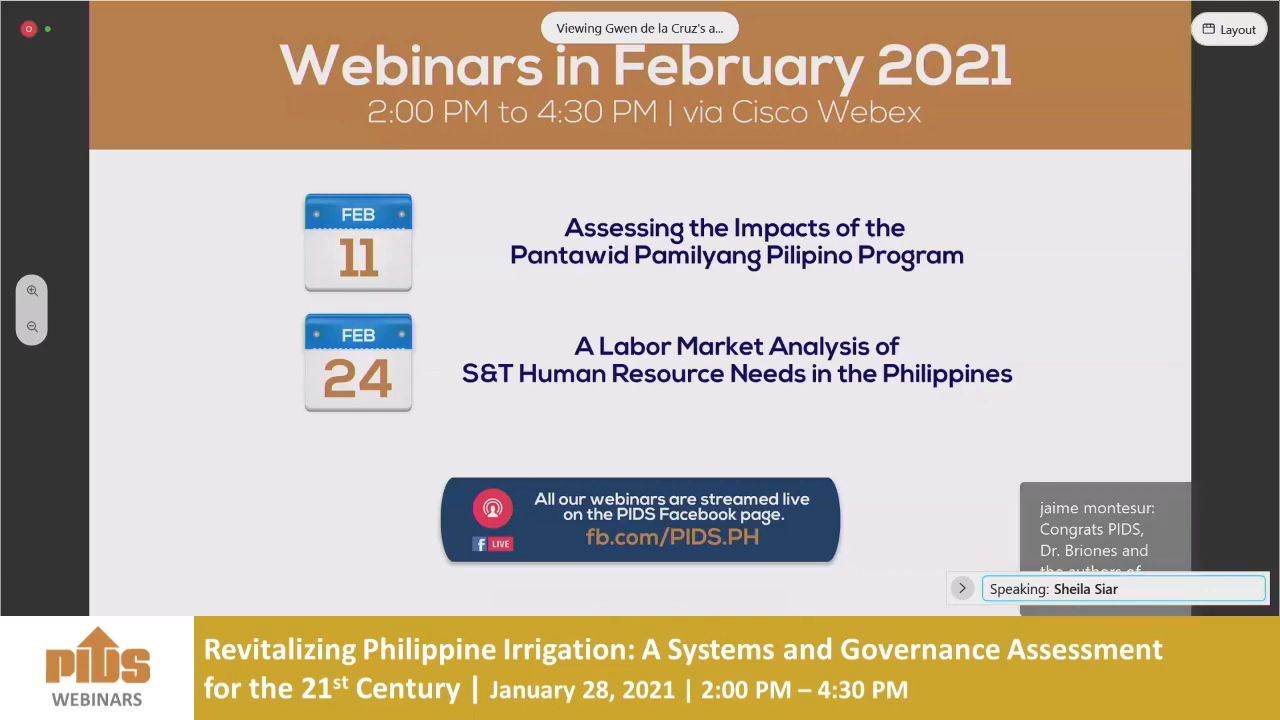 Viewing Gwen de la Cruz's a...
Layout
Webinars in February 2021
2:00 PM to 4:30 PM | via Cisco Webex
FEB
11
Assessing the Impacts of the
Pantawid Pamilyang Pilipino Program
FEB
24
A Labor Market Analysis of
S&T Human Resource Needs in the Philippines
All our webinars are streamed live
on the PIDS Facebook page.
f LIVE
fb.com/PIDS.PH
jaime montesur:
Congrats PIDS,
Dr. Briones and
the authors of
Speaking: Sheila Siar
PIDS
WEBINARS
Revitalizing Philippine Irrigation: A Systems and Governance Assessment
for the 21st Century | January 28, 2021 | 2:00 PM – 4:30 PM